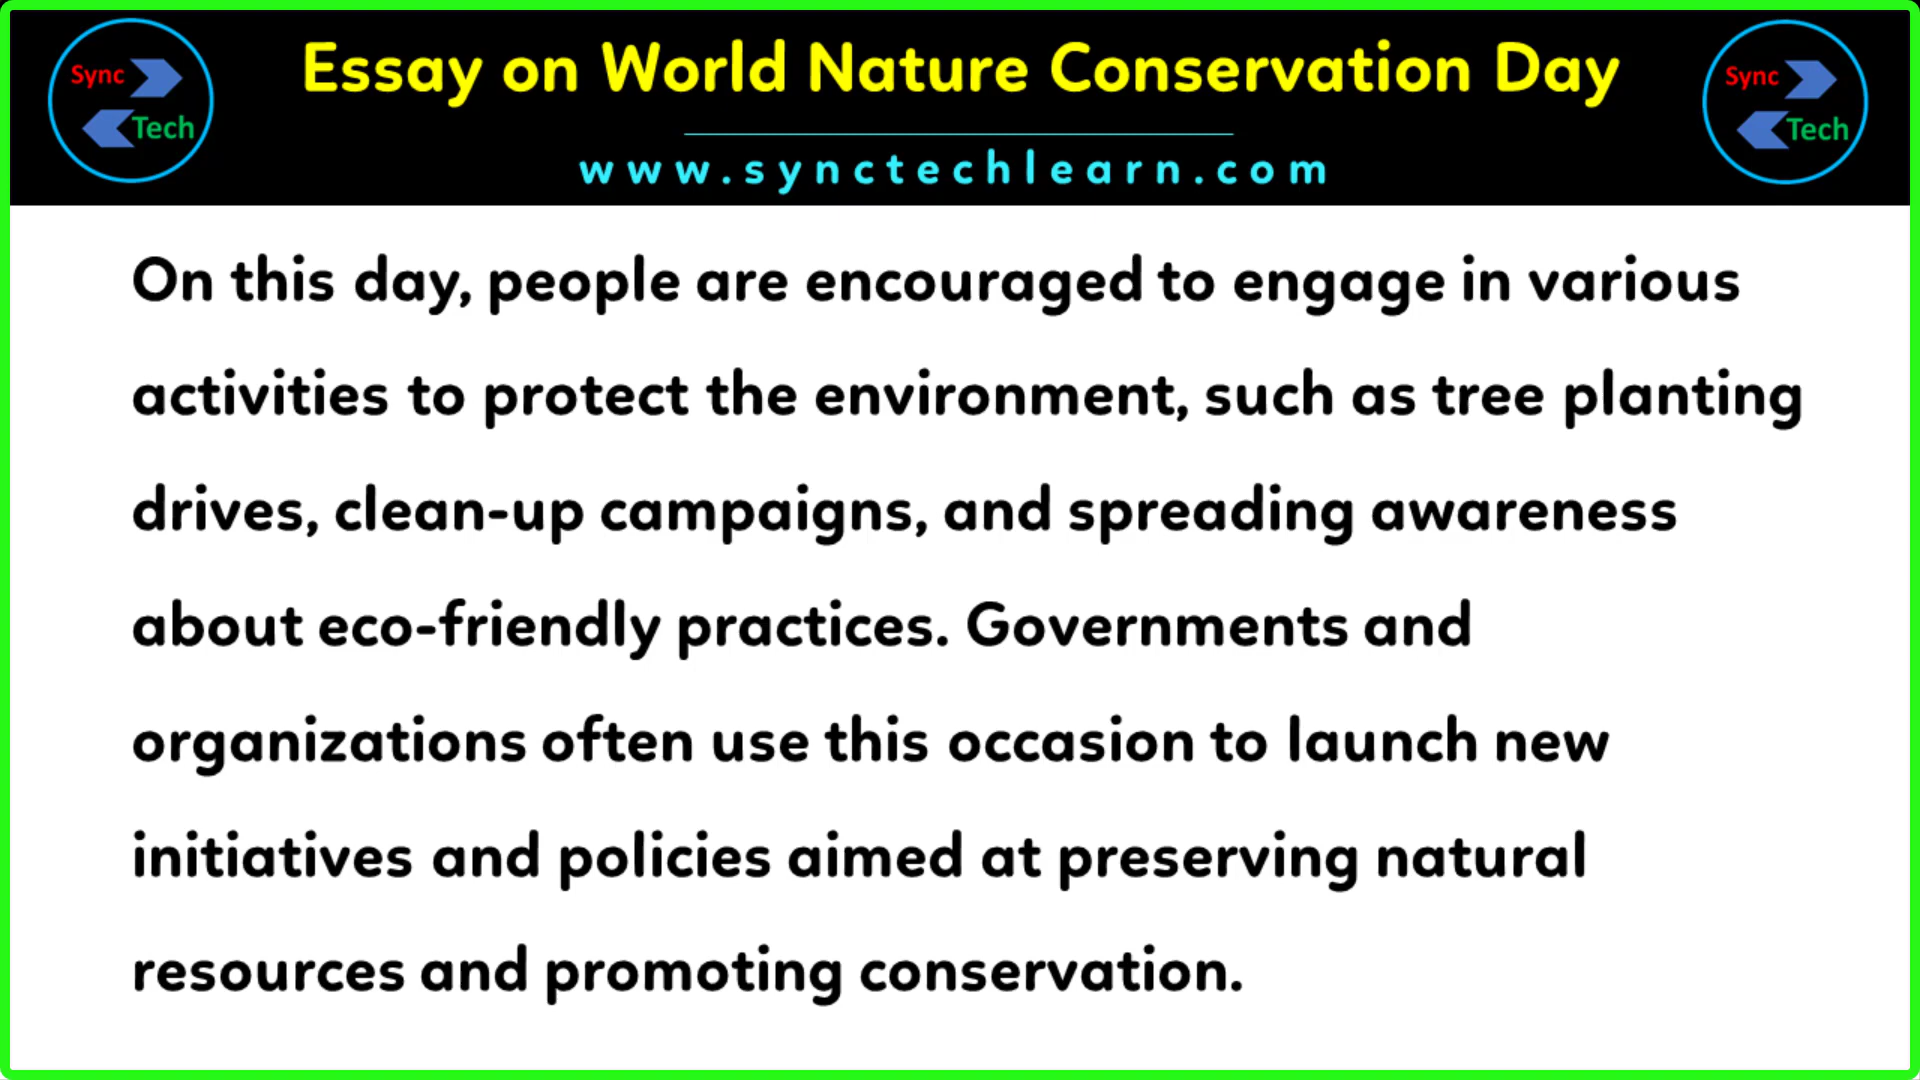 Sync
Tech
Essay on World Nature Conservation Day
www.synctechlearn.com
Sync
Tech
On this day, people are encouraged to engage in various
activities to protect the environment, such as tree planting
drives, clean-up campaigns, and spreading awareness
about eco-friendly practices. Governments and
organizations often use this occasion to launch new
initiatives and policies aimed at preserving natural
resources and promoting conservation.